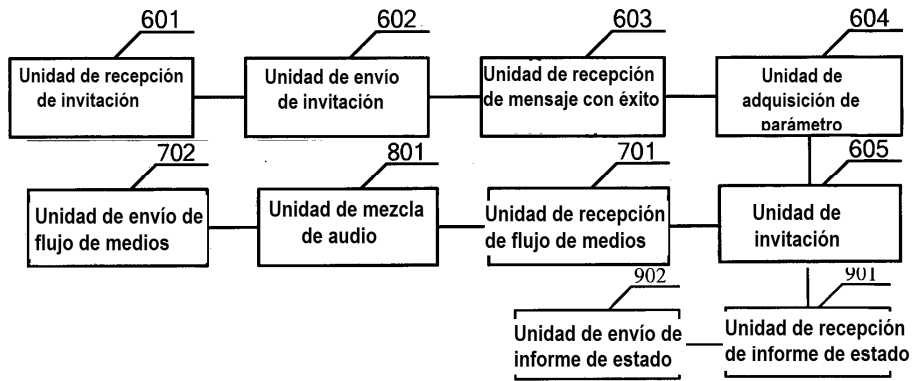 601
602
603
604
Unidad de recepción
de invitación
Unidad de envío
de invitación
Unidad de recepción
de mensaje con éxito
Unidad de
adquisición de
parámetro
702
801
701
605
Unidad de envío de
flujo de medios
Unidad de mezcla
de audio
Unidad de recepción
de flujo de medios
Unidad de
invitación
902
901
Unidad de envío de
informe de estado
Unidad de recepción
de informe de estado